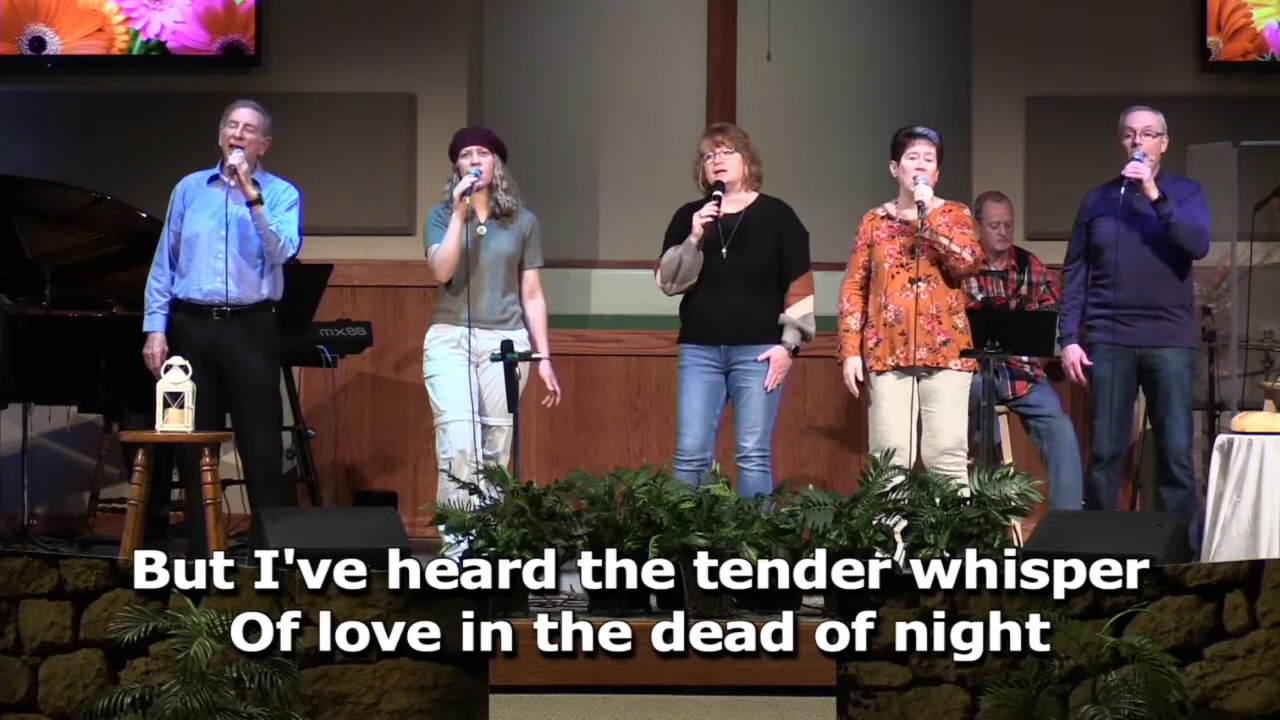 mx88
But I've heard the tender whisper
Of love in the dead of night